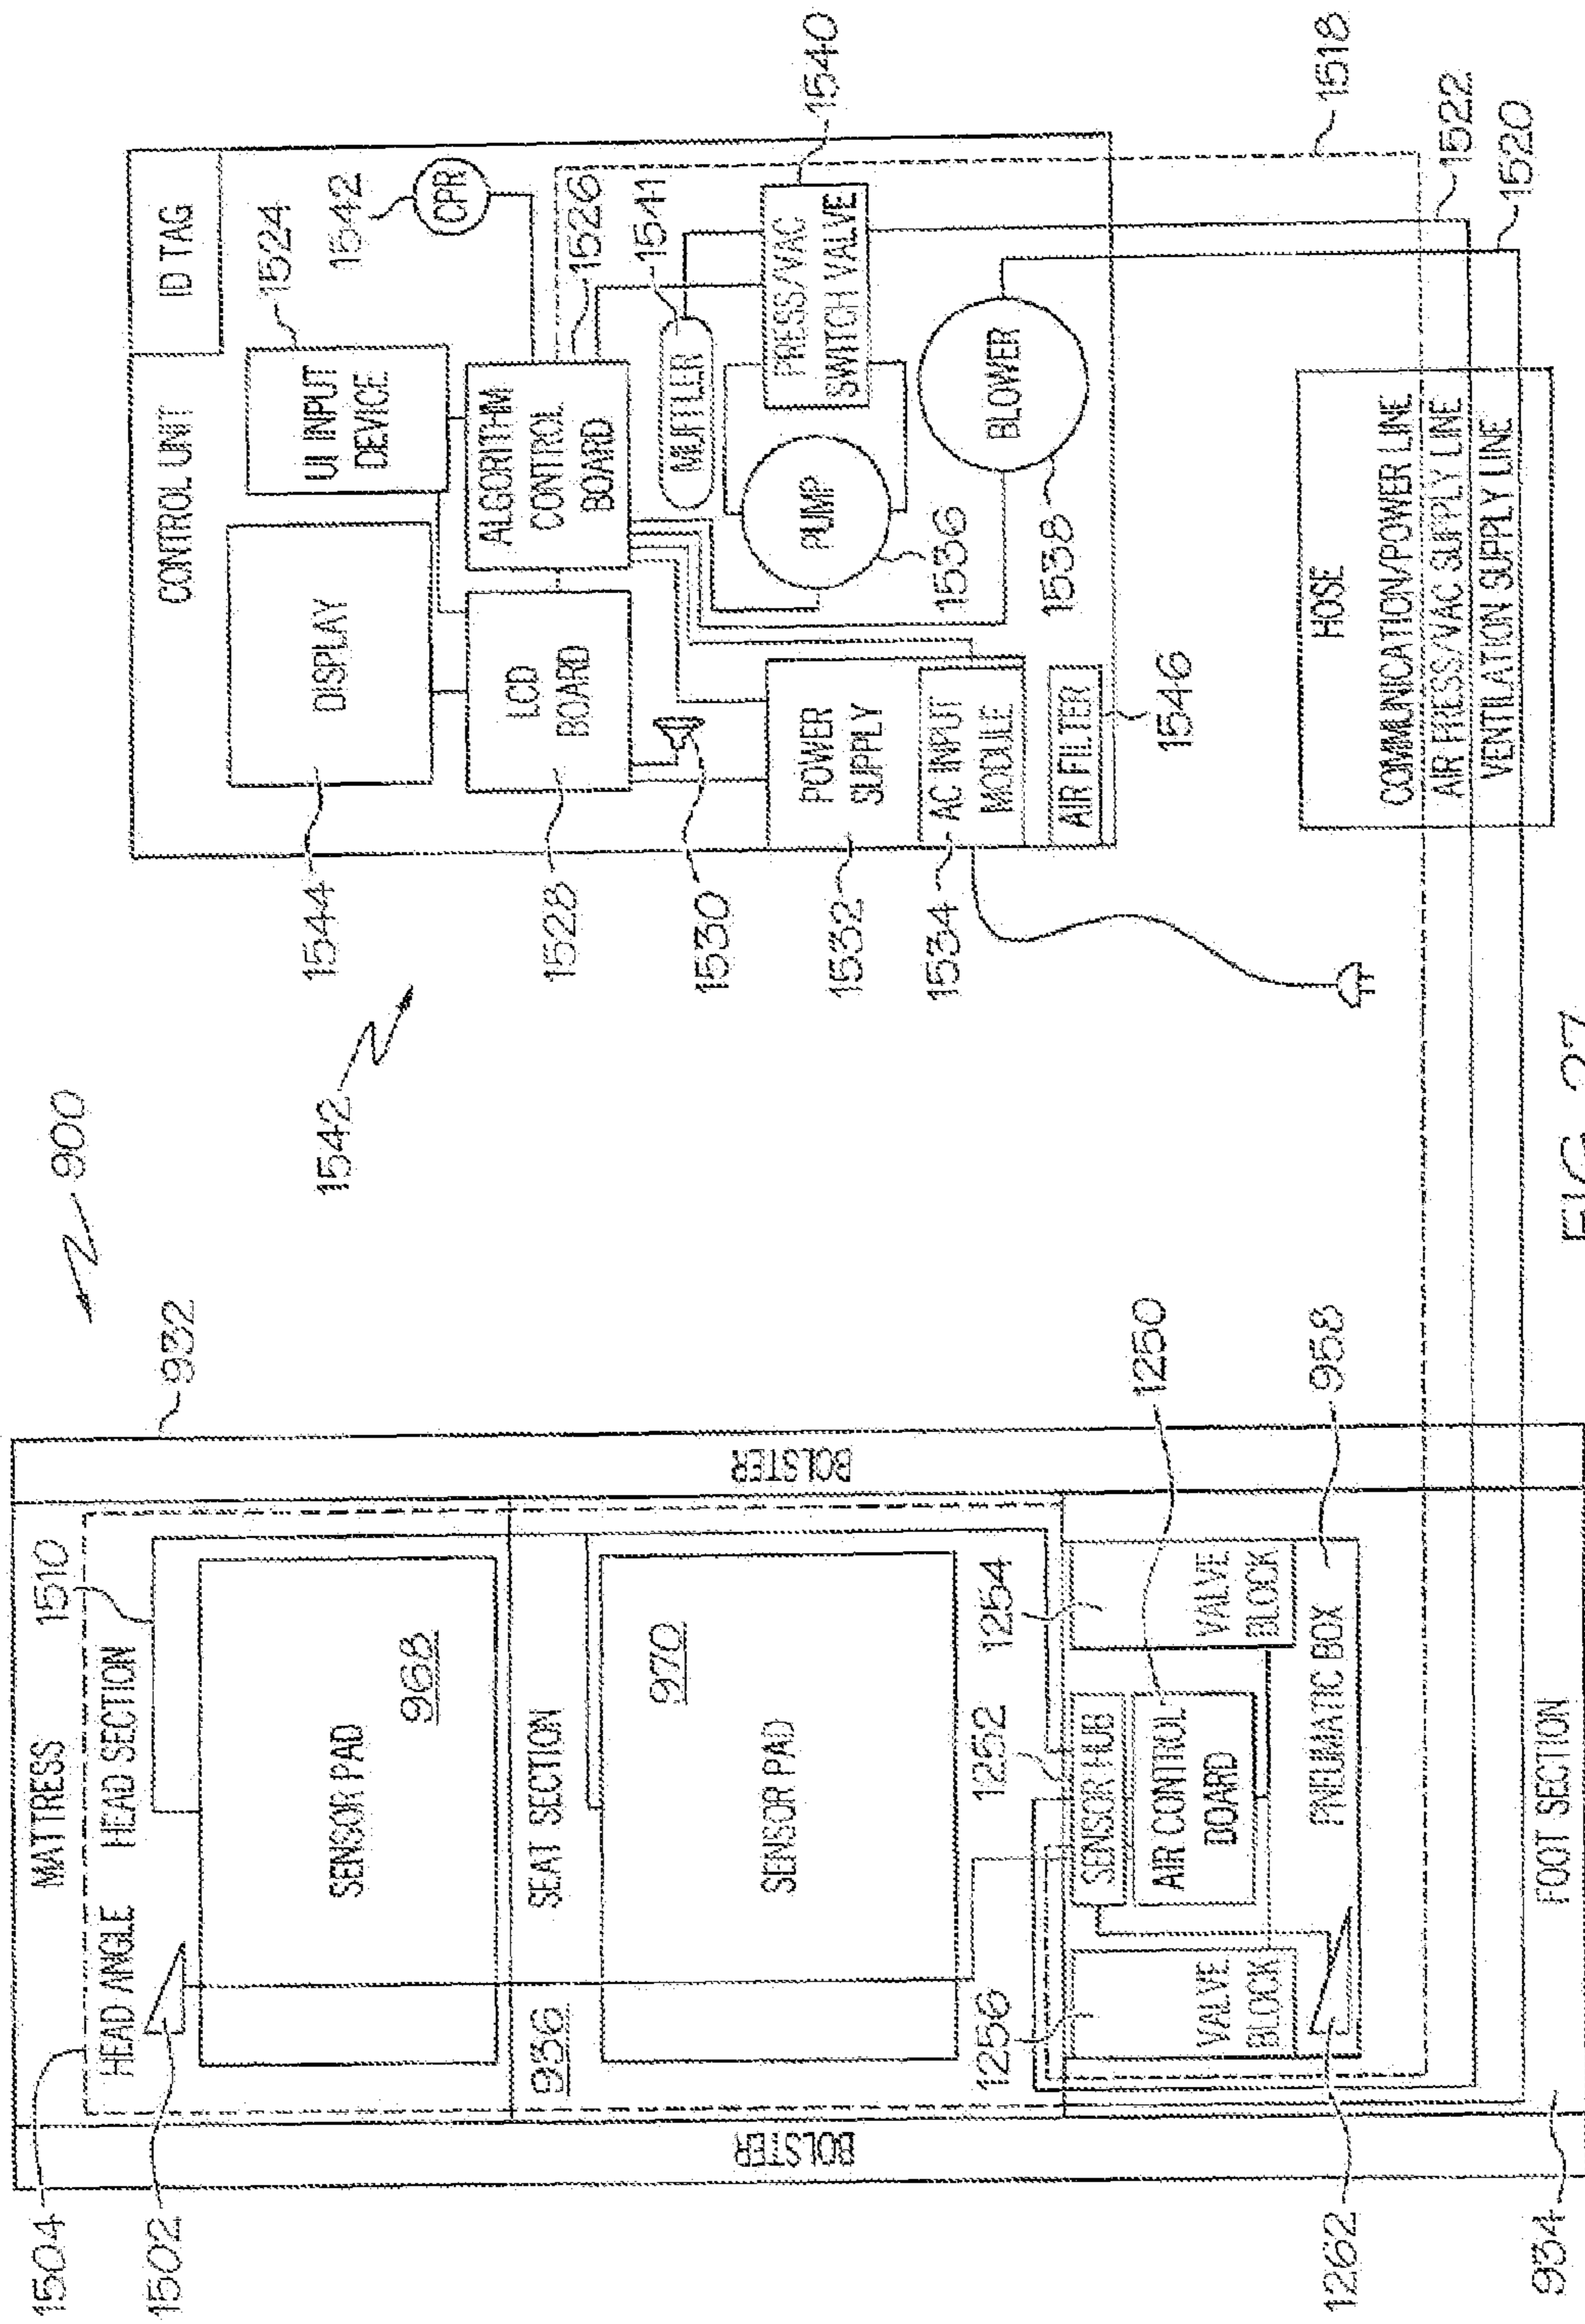 900
932
1504
1502
MATTRESS
1510
HEAD ANGLE HEAD SECTION
SENSOR PAD
968
SEAT SECTION
936
SENSOR PAD
970
BOLSTER
BOLSTER
1256
1252
1254
1250
SENSOR HUB
AIR CONTROL
BOARD
VALVE
BLOCK
VALVE
BLOCK
PNEUMATIC BOX
958
1262
934
FOOT SECTION
1542
CONTROL UNIT
ID TAG
1544
DISPLAY
UI INPUT
DEVICE
1524
1542
CPR
1528
LCD
BOARD
ALGORITHM
CONTROL
BOARD
1526
1541
MUFFLER
1530
PUMP
1536
PRESS/VAC
SWITCH VALVE
1540
1532
POWER
SUPPLY
1534
AC INPUT
MODULE
1538
BLOWER
AIR FILTER
1546
1518
1522
1520
HOSE
COMMUNICATION/POWER LINE
AIR PRESS/VAC SUPPLY LINE
VENTILATION SUPPLY LINE
FIG. 27